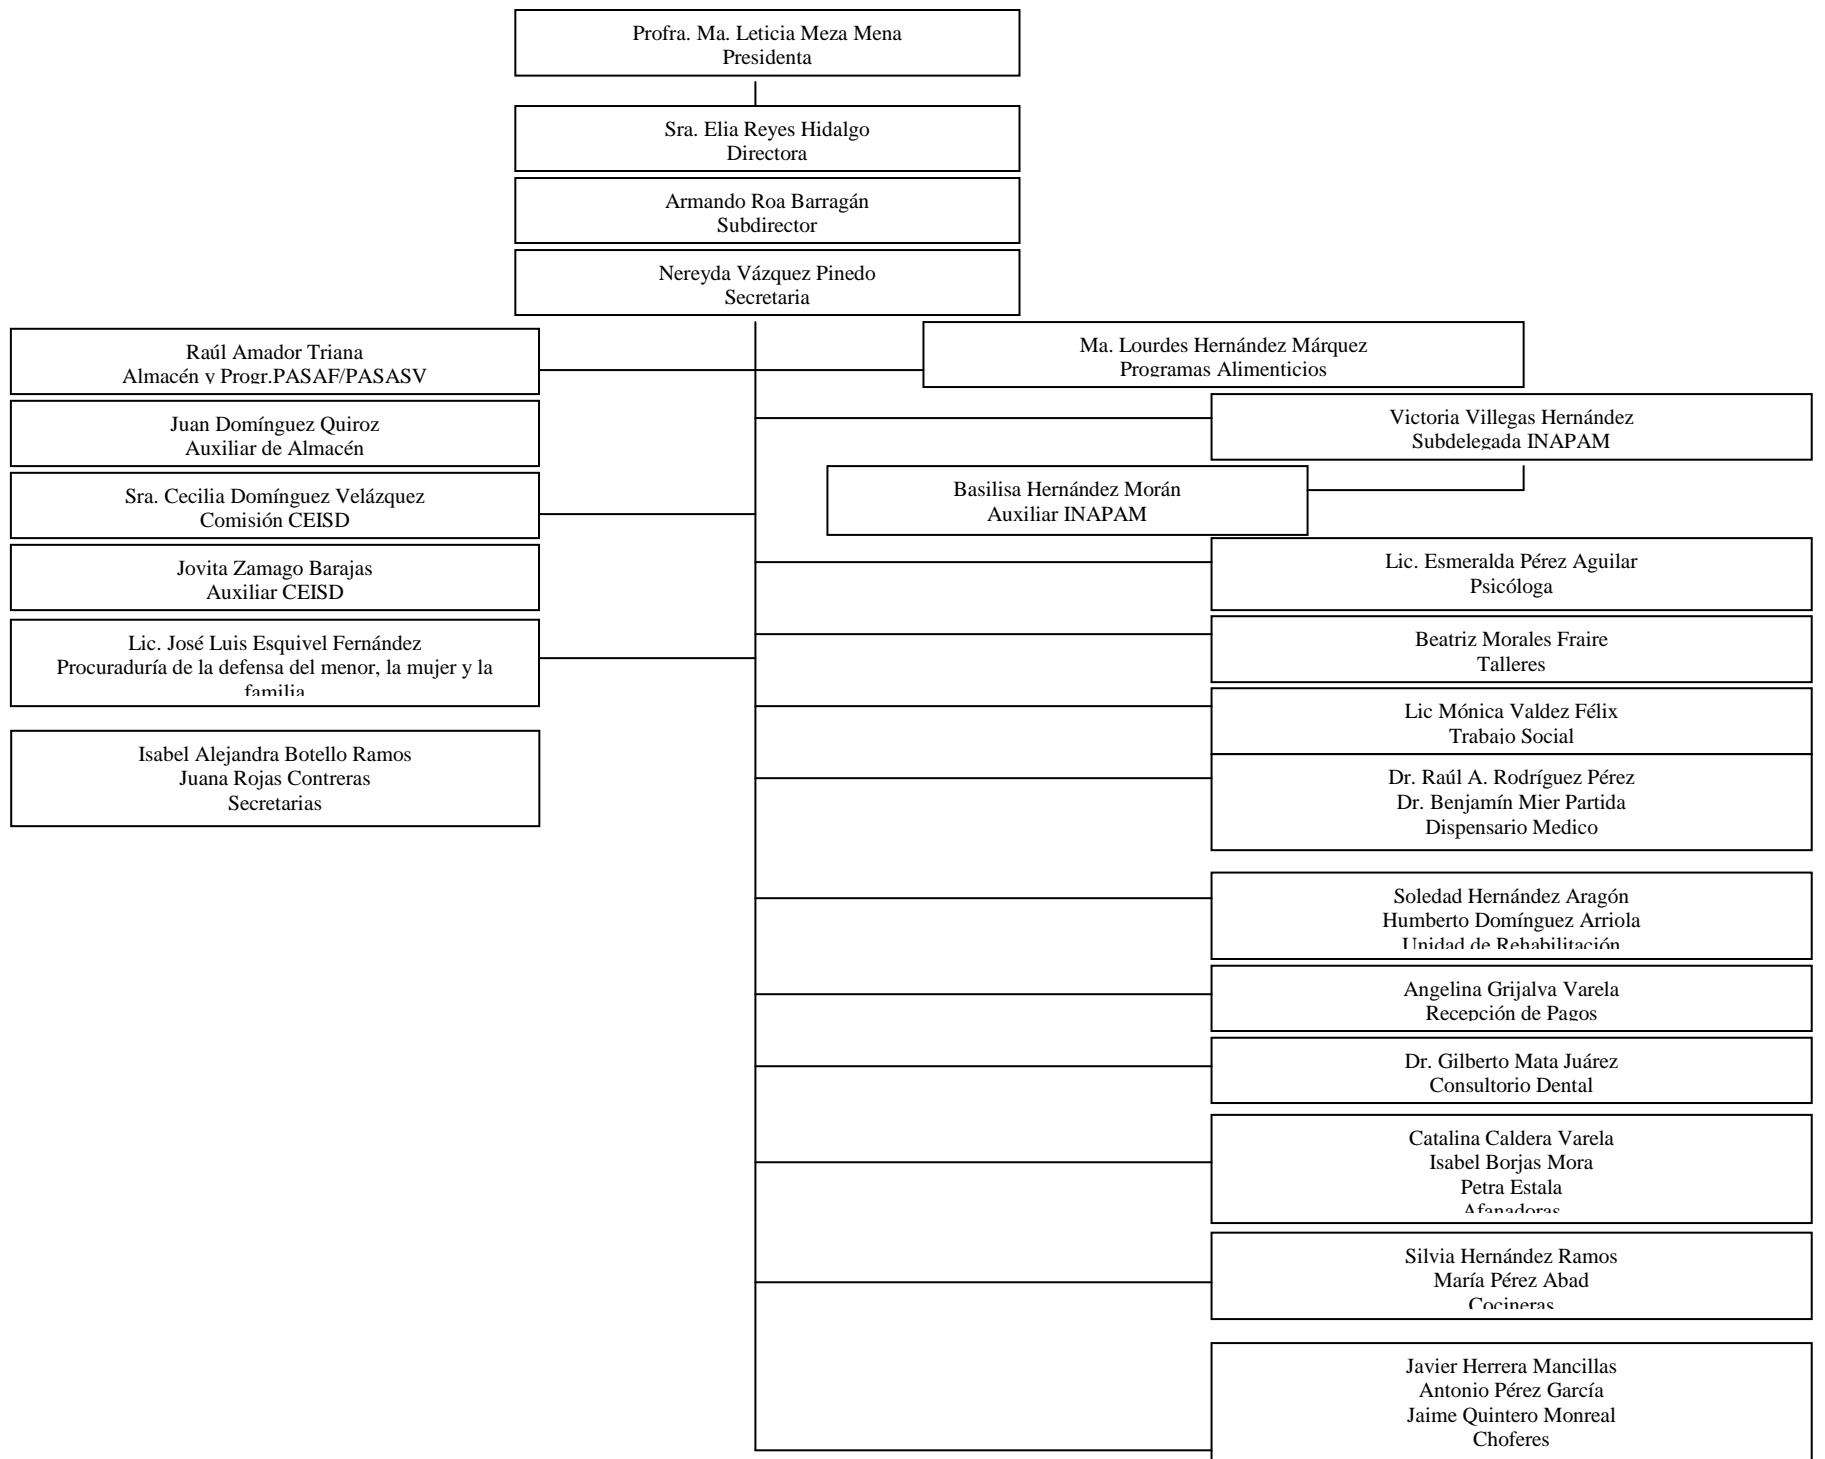 Profra. Ma. Leticia Meza Mena
Presidenta
Sra. Elia Reyes Hidalgo
Directora
Armando Roa Barragán
Subdirector
Nereyda Vázquez Pinedo
Secretaria
Raúl Amador Triana
Almacén y Progr.PASAF/PASASV
Ma. Lourdes Hernández Márquez
Programas Alimenticios
Juan Domínguez Quiroz
Auxiliar de Almacén
Victoria Villegas Hernández
Subdelegada INAPAM
Sra. Cecilia Domínguez Velázquez
Comisión CEISD
Basilisa Hernández Morán
Auxiliar INAPAM
Jovita Zamago Barajas
Auxiliar CEISD
Lic. Esmeralda Pérez Aguilar
Psicóloga
Lic. José Luis Esquivel Fernández
Procuraduría de la defensa del menor, la mujer y la
familia
Beatriz Morales Fraire
Talleres
Lic Mónica Valdez Félix
Trabajo Social
Isabel Alejandra Botello Ramos
Juana Rojas Contreras
Secretarias
Dr. Raúl A. Rodríguez Pérez
Dr. Benjamín Mier Partida
Dispensario Medico
Soledad Hernández Aragón
Humberto Domínguez Arriola
Unidad de Rehabilitación
Angelina Grijalva Varela
Recepción de Pagos
Dr. Gilberto Mata Juárez
Consultorio Dental
Catalina Caldera Varela
Isabel Borjas Mora
Petra Estala
Afanadoras
Silvia Hernández Ramos
María Pérez Abad
Cocineras
Javier Herrera Mancillas
Antonio Pérez García
Jaime Quintero Monreal
Choferes